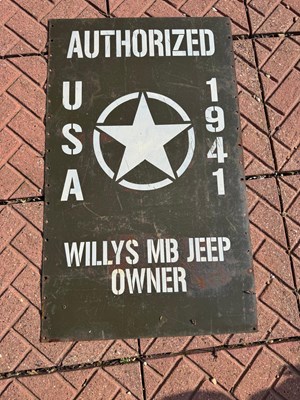 AUTHORIZED
USA
1941
WILLYS MB JEEP
OWNER